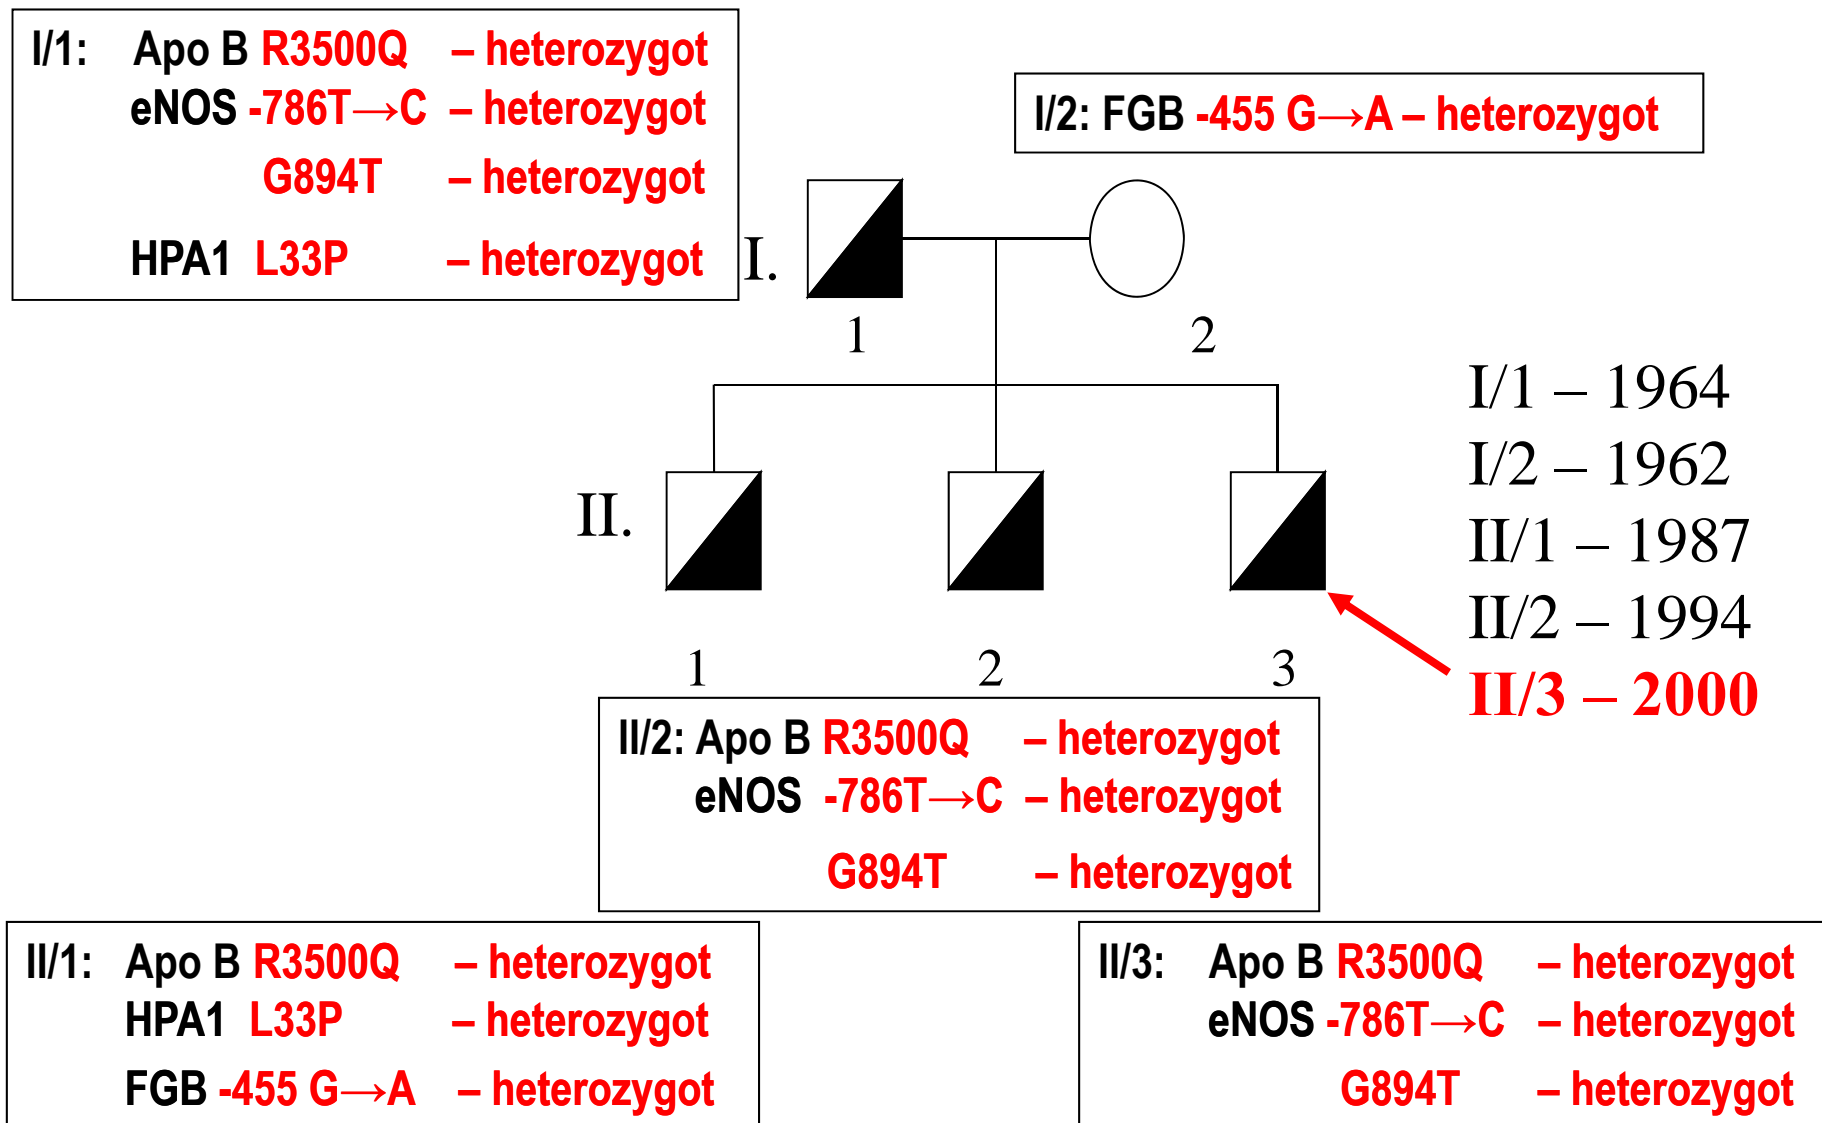 I/1: Apo B R3500Q – heterozygot
eNOS -786T→C – heterozygot
G894T – heterozygot
HPA1 L33P – heterozygot
I/2: FGB -455 G→A – heterozygot
I.
1
2
I/1 – 1964
I/2 – 1962
II/1 – 1987
II/2 – 1994
II/3 – 2000
II.
1
2
3
II/2: Apo B R3500Q – heterozygot
eNOS -786T→C – heterozygot
G894T – heterozygot
II/1: Apo B R3500Q – heterozygot
HPA1 L33P – heterozygot
FGB -455 G→A – heterozygot
II/3: Apo B R3500Q – heterozygot
eNOS -786T→C – heterozygot
G894T – heterozygot